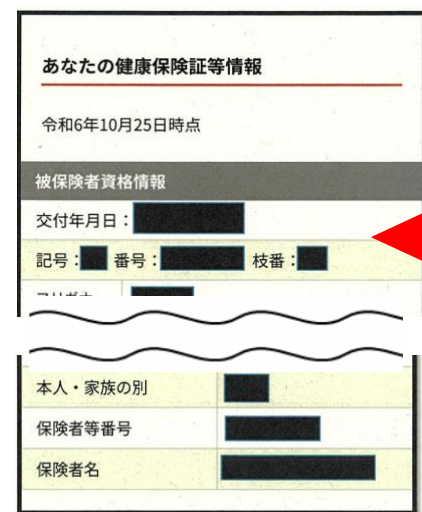 あなたの健康保険証等情報
令和6年10月25日時点
被保険者資格情報
交付年月日：
記号： 番号： 枝番：
本人・家族の別
保険者等番号
保険者名